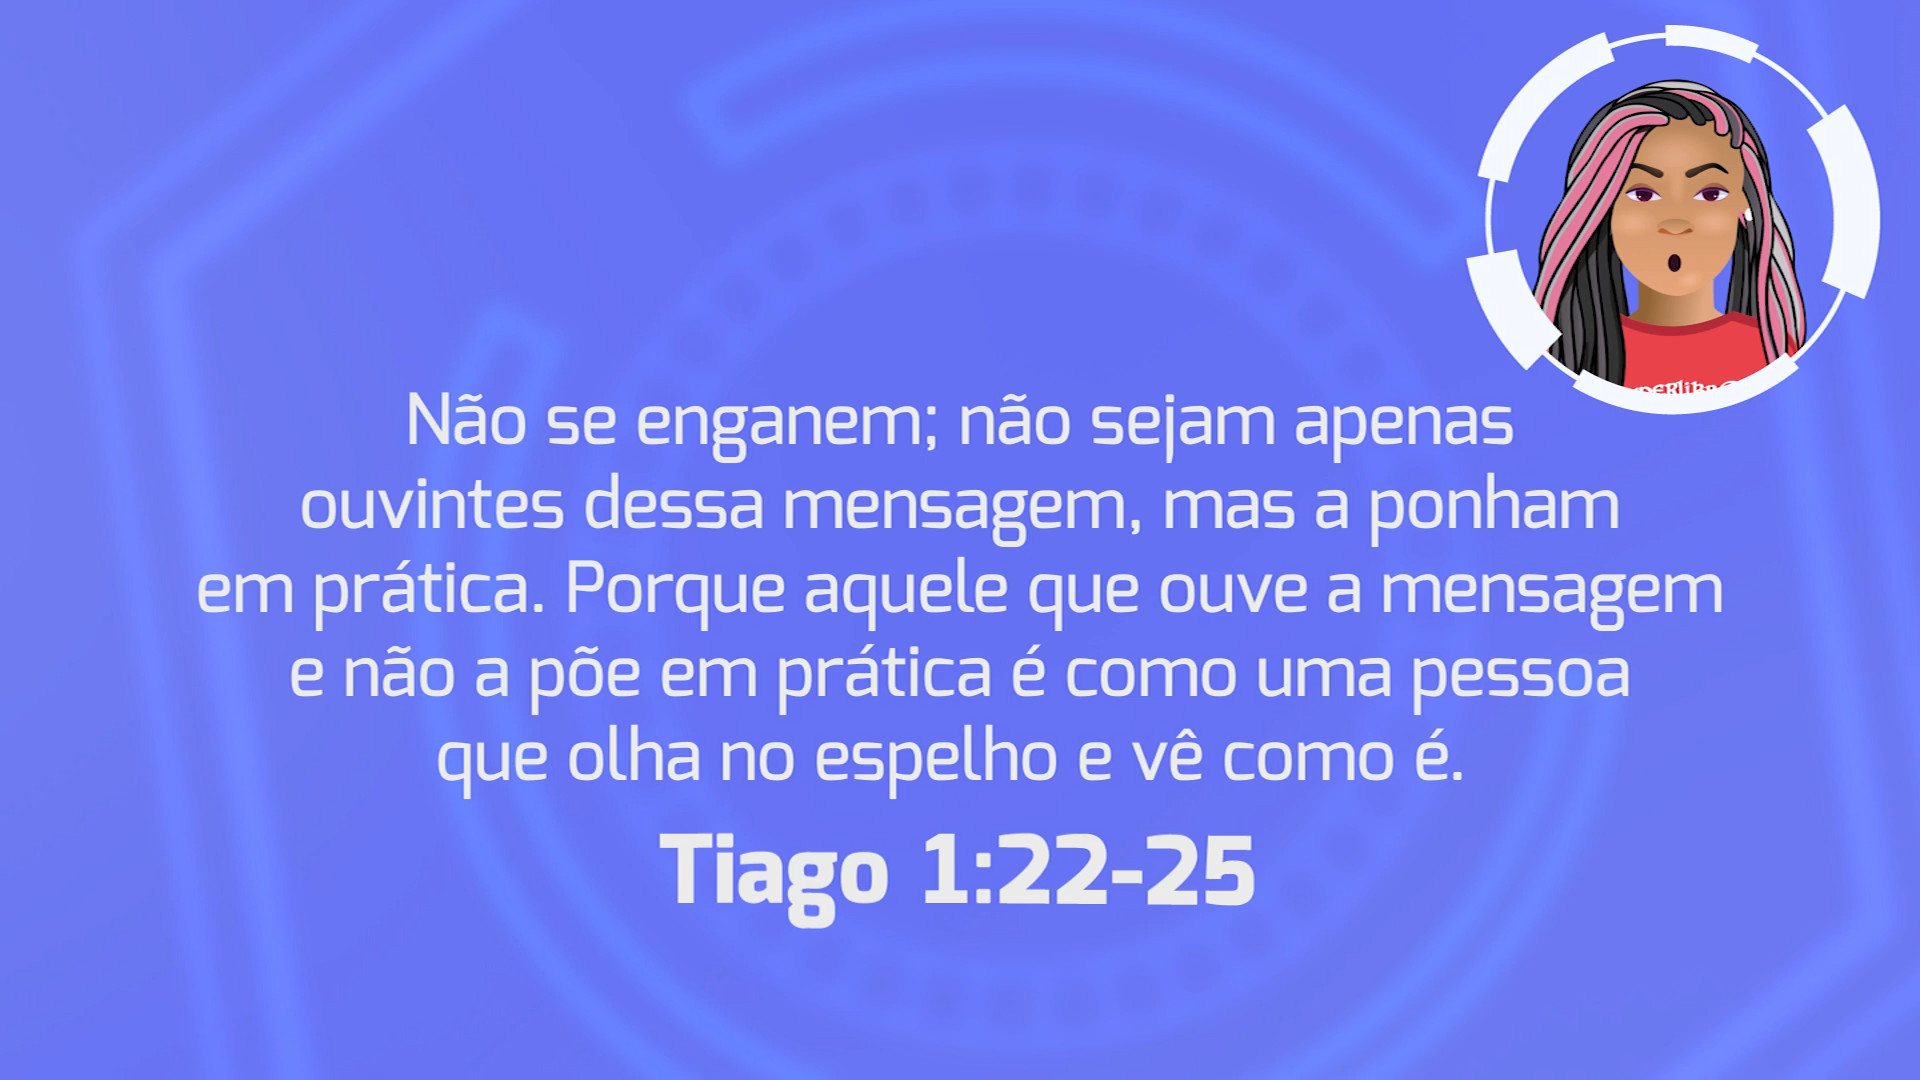 Não se enganem; não sejam apenas
ouvintes dessa mensagem, mas a ponham
em prática. Porque aquele que ouve a mensagem
e não a põe em prática é como uma pessoa
que olha no espelho e vê como é.
Tiago 1:22-25